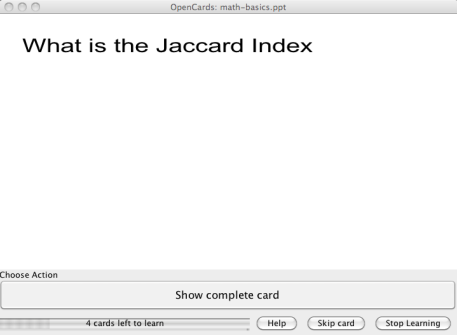 OpenCards: math-basics.ppt
What is the Jaccard Index
Choose Action
Show complete card
4 cards left to learn
Help
Skip card
Stop Learning